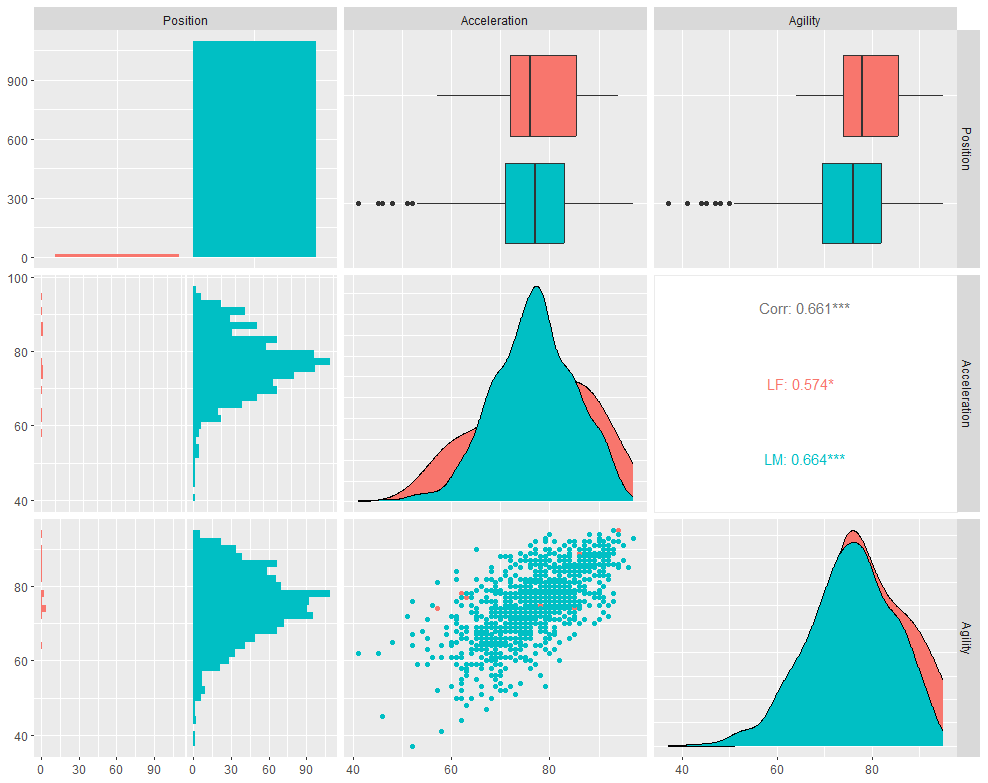 Position Acceleration Agility
900
600
300
0
Position
100
80
60
40
Corr: 0.661***
LF: 0.574*
LM: 0.664***
Acceleration
80
60
40
Agility
0 30 60 90 0 30 60 90 40 60 80 40 60 80